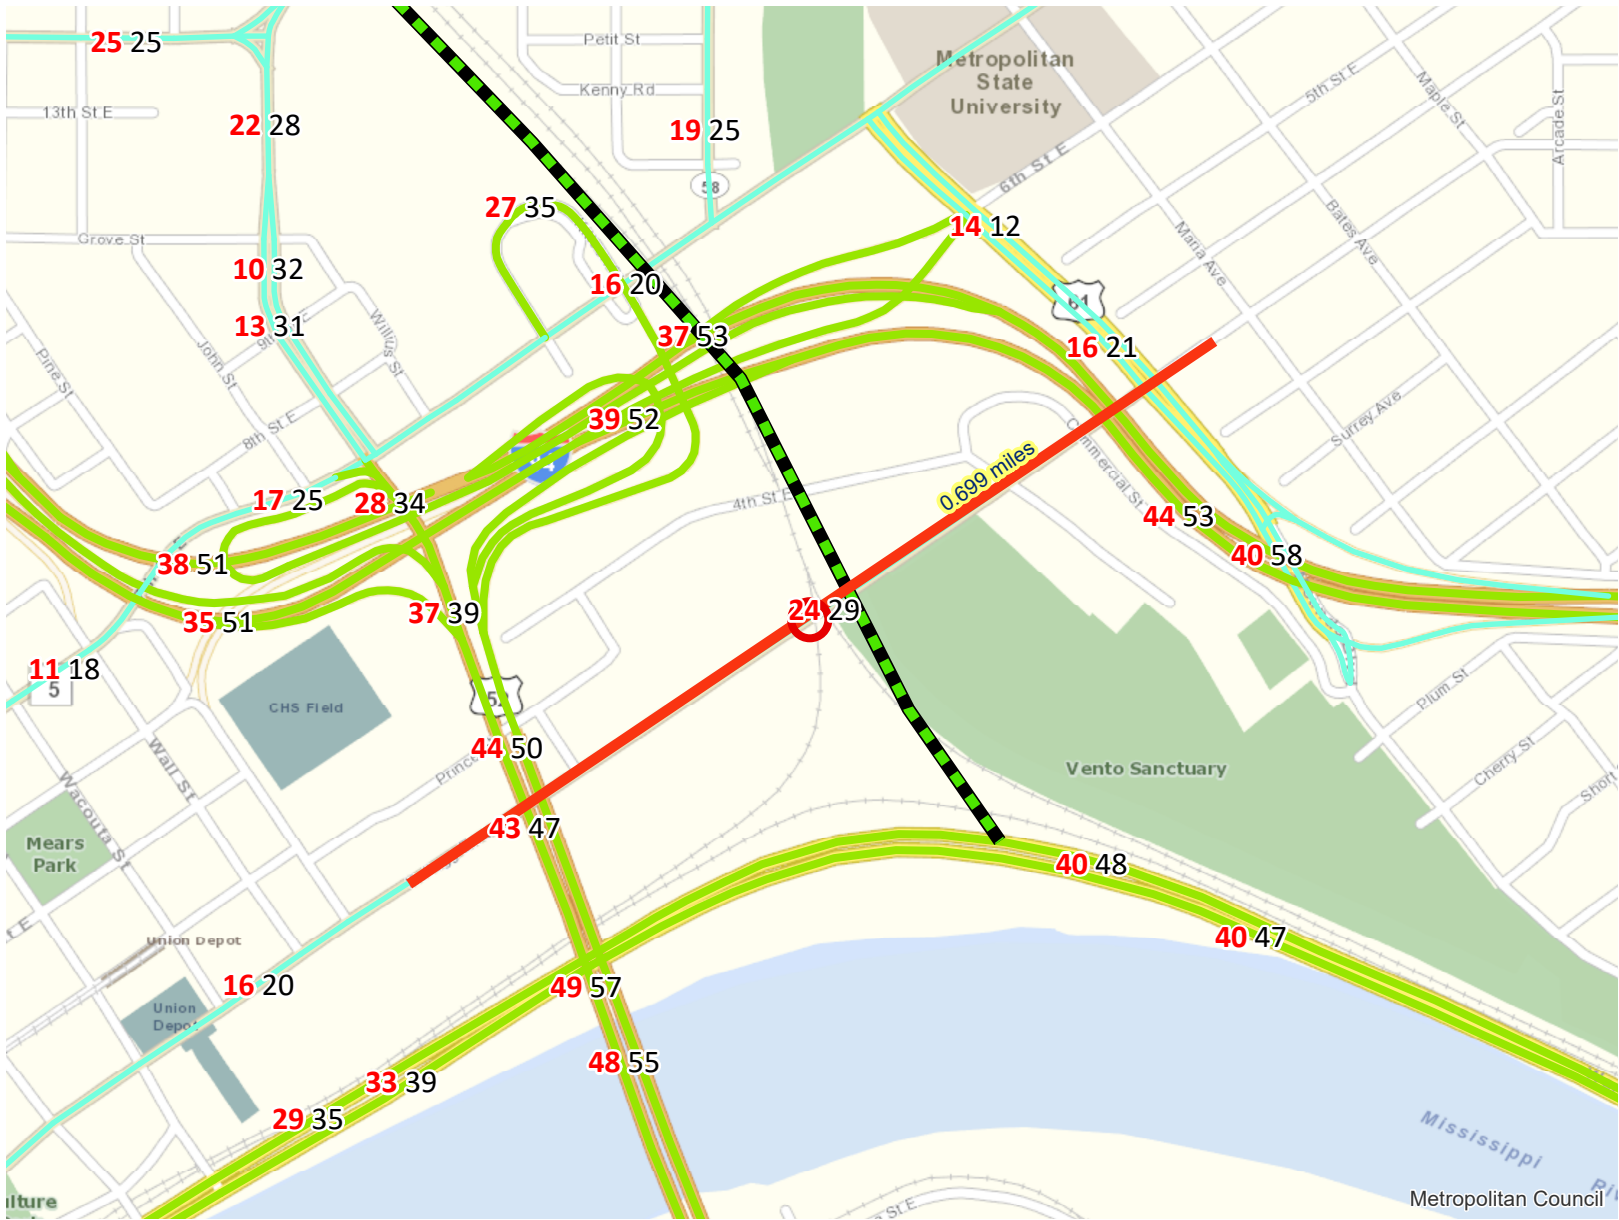 25 25
Petit St
Metropolitan
State
University
5th St E
Maple St
Arcade St
Kenny Rd
13th St E
22 28
19 25
58
6th St E
27 35
Bates Ave
Mana Ave
14 12
Grove St
10 32
16 20
61
13 31
9th
Willius St
37 53
16 21
Pine St
John St
8th St E
39 52
Surrey Ave
Commercial St
0.699 miles
17 25
28 34
4th St E
44 53
38 51
40 58
35 51
37 39
24 29
11 18
5
CHS Field
52
Plum St
44 50
Prince
Wall St
Wacouta St
Vento Sanctuary
Cherry St
Short
43 47
Mears
Park
40 48
t E
Union Depot
40 47
16 20
49 57
Union
Depot
48 55
33 39
29 35
Mississippi
Riv
ulture
St E
Metropolitan Council